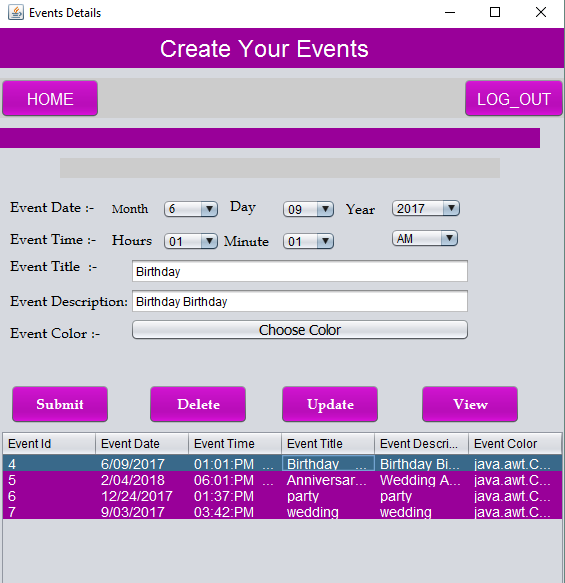 Events Details
Create Your Events
HOME LOG_OUT
Event Date :- Month 6 Day 09 Year 2017
Event Time :- Hours 01 Minute 01 AM
Event Title :- Birthday
Event Description: Birthday Birthday
Event Color :- Choose Color
Submit Delete Update View
Event Id Event Date Event Time Event Title Event Descri... Event Color
4 6/09/2017 01:01:PM ... Birthday ... Birthday Bi... java.awt.C...
5 2/04/2018 06:01:PM ... Anniversar... Wedding A... java.awt.C...
6 12/24/2017 01:37:PM party party java.awt.C...
7 9/03/2017 03:42:PM wedding wedding java.awt.C...